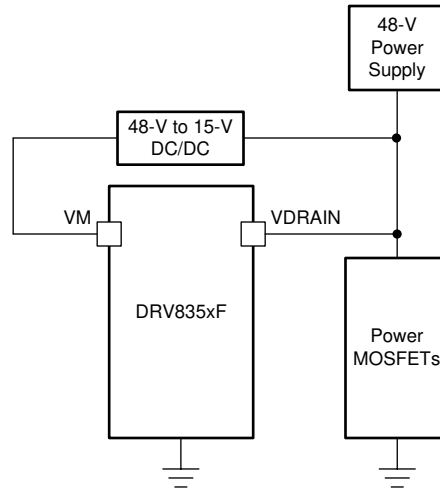 48-V
Power
Supply
48-V to 15-V
DC/DC
VM
VDRAIN
DRV835xF
Power
MOSFETs